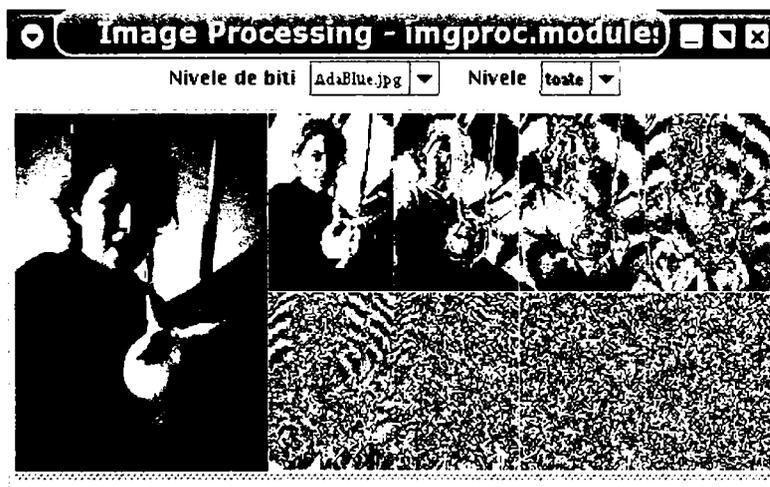 Image Processing - imgproc.modules
Nivele de biti AdaBlue.jpg Nivele toate